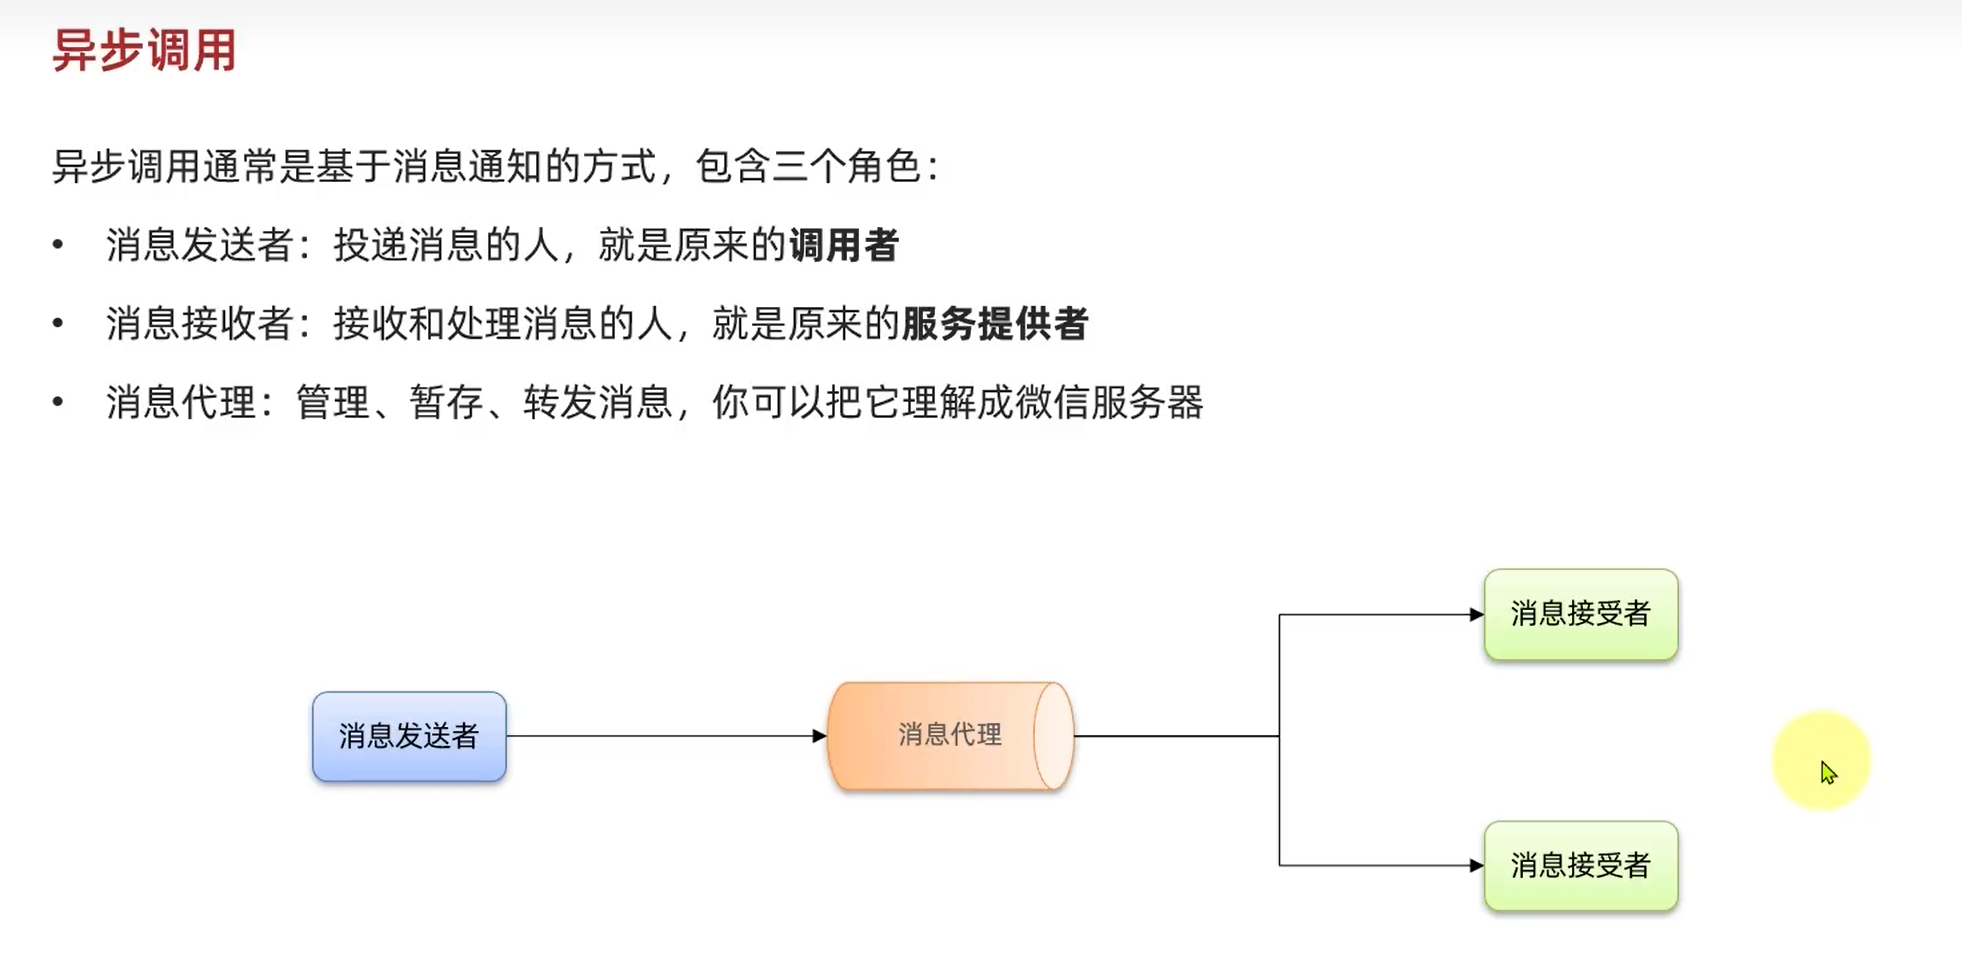 异步调用
异步调用通常是基于消息通知的方式，包含三个角色：
• 消息发送者：投递消息的人，就是原来的调用者
• 消息接收者：接收和处理消息的人，就是原来的服务提供者
• 消息代理：管理、暂存、转发消息，你可以把它理解成微信服务器
消息接受者
消息发送者
消息代理
消息接受者